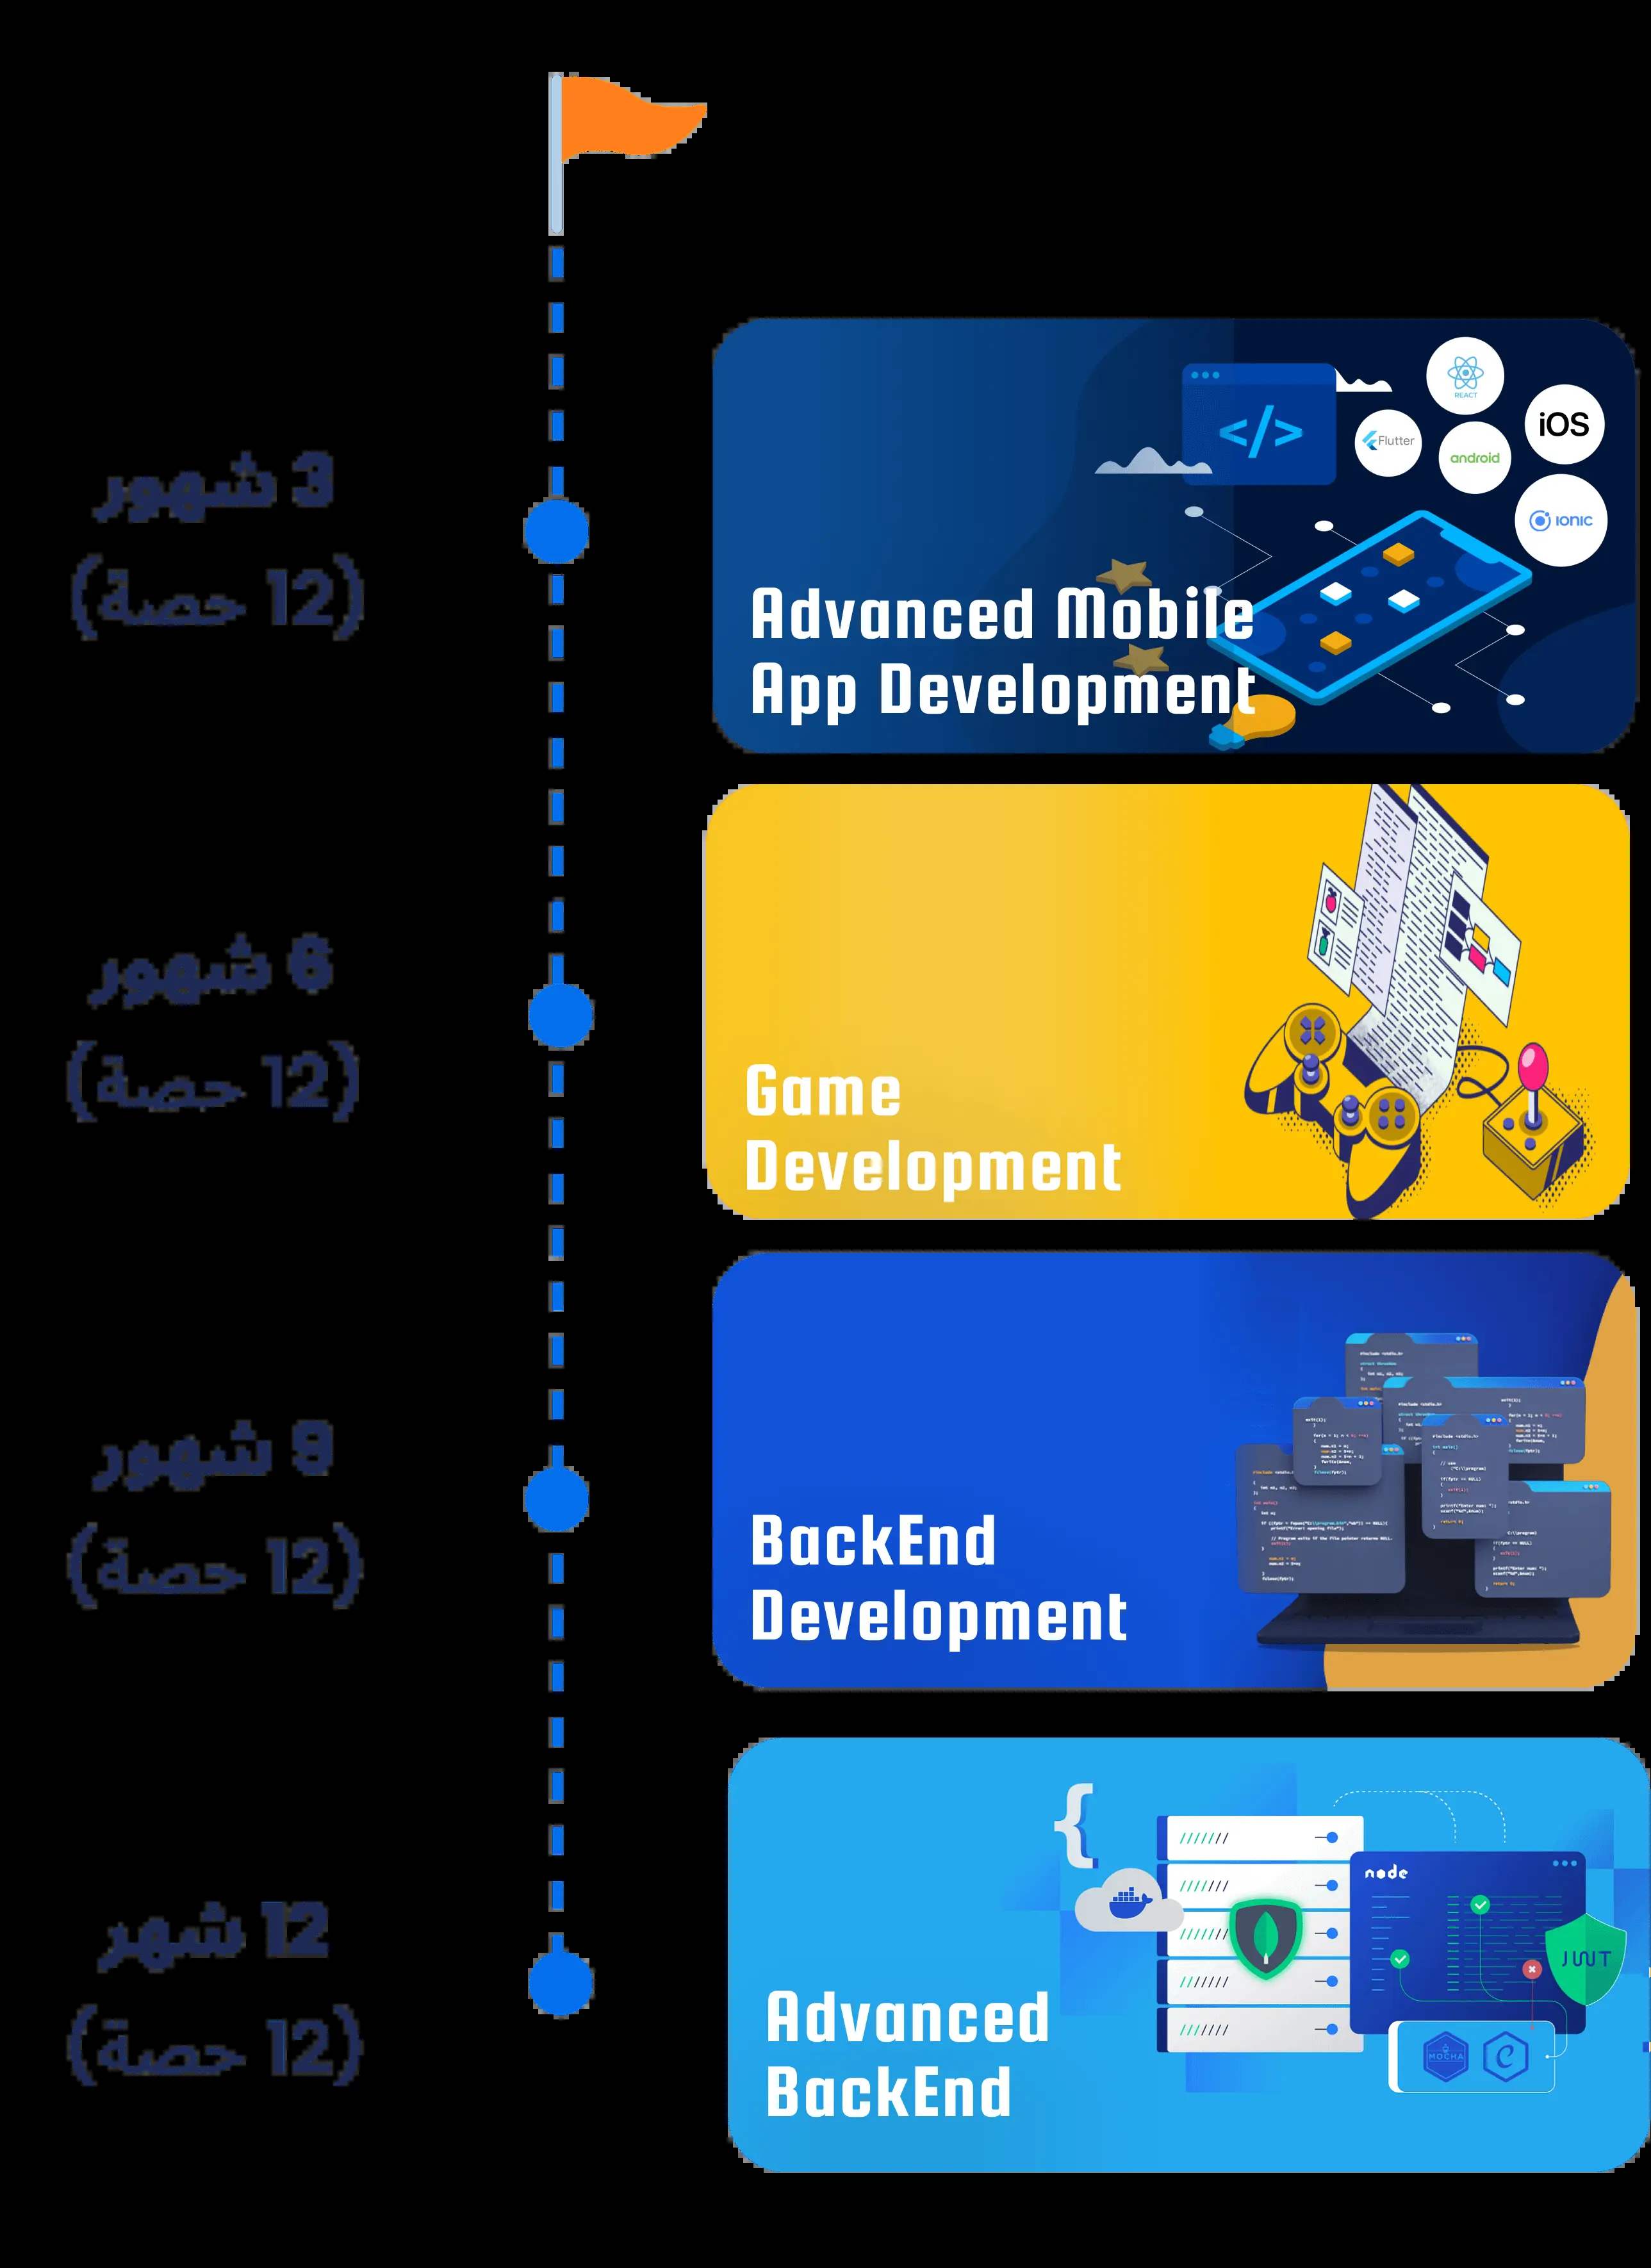 3 شهور
(12 حصة)
REACT
iOS
Flutter
android
IONIC
</>
Advanced Mobile
App Development
6 شهور
(12 حصة)
Game
Development
9 شهور
(12 حصة)
BackEnd
Development
12 شهر
(12 حصة)
{
node
JWT
MOCHA
Advanced
BackEnd